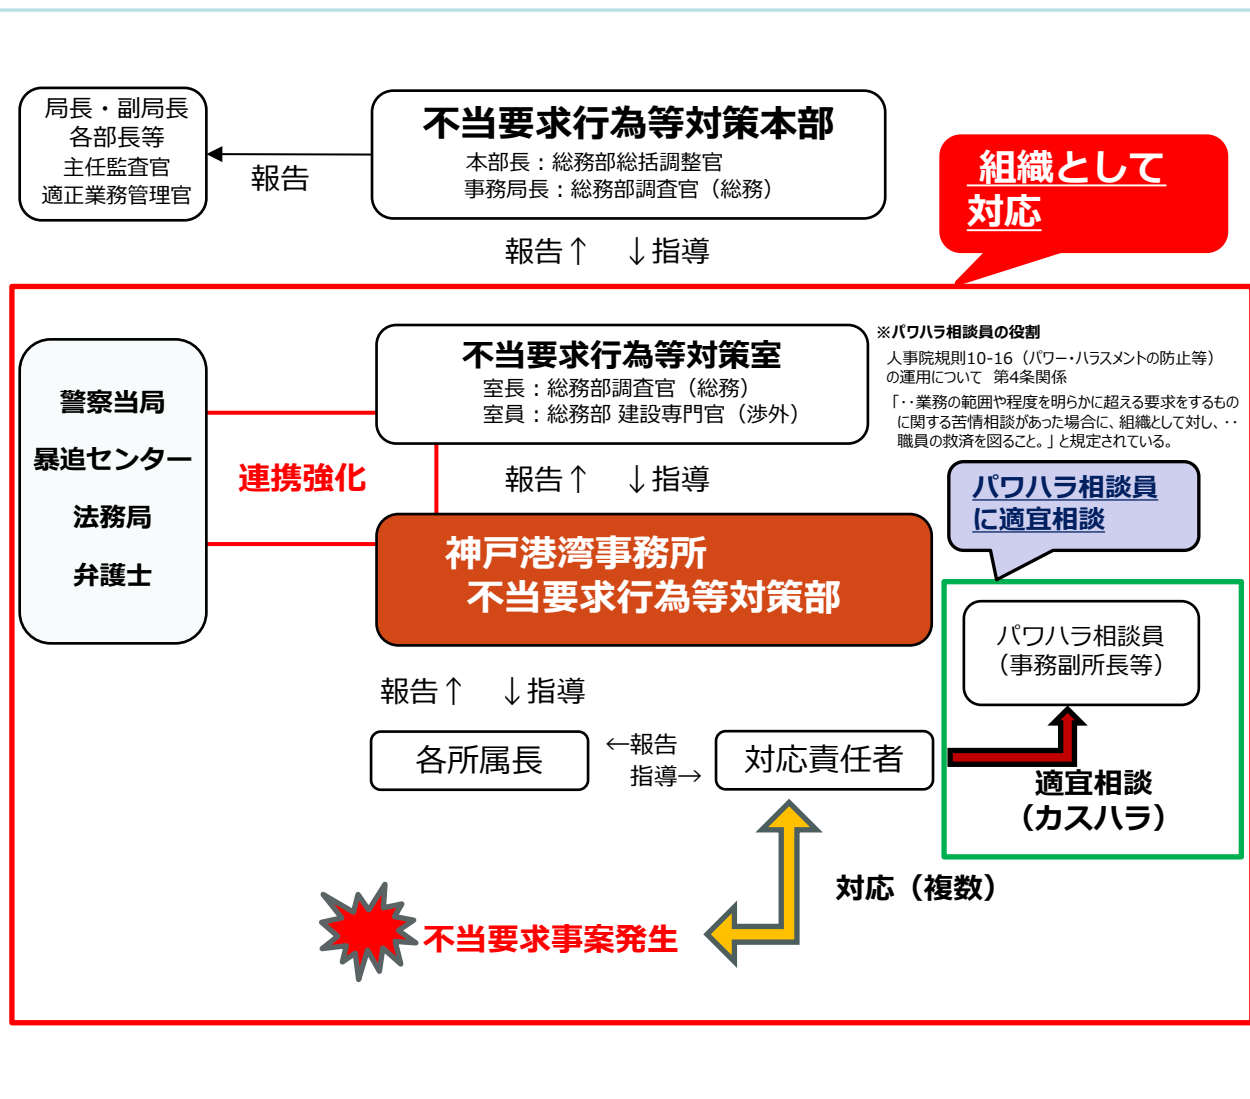 局長・副局長
各部長等
主任監査官
適正業務管理官
報告
不当要求行為等対策本部
本部長：総務部総括調整官
事務局長：総務部調査官（総務）
組織として
対応
報告↑　↓指導
警察当局
暴追センター
法務局
弁護士
連携強化
不当要求行為等対策室
室長：総務部調査官（総務）
室員：総務部 建設専門官（渉外）
※パワハラ相談員の役割
人事院規則10-16（パワー・ハラスメントの防止等）
の運用について　第4条関係
「‥業務の範囲や程度を明らかに超える要求をするもの
に関する苦情相談があった場合に、組織として対し、‥
職員の救済を図ること。」と規定されている。
報告↑　↓指導
パワハラ相談員
に適宜相談
神戸港湾事務所
不当要求行為等対策部
パワハラ相談員
（事務副所長等）
報告↑　↓指導
各所属長
←報告
指導→
対応責任者
適宜相談
（カスハラ）
対応（複数）
不当要求事案発生